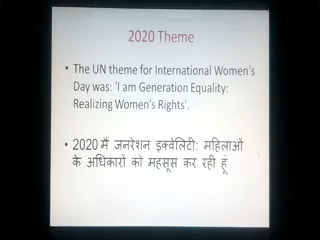 2020 Theme
• The UN theme for International Women's
Day was: 'I am Generation Equality:
Realizing Women's Rights'.
• 2020 मैं जनरेशन इक्वेलिटी: महिलाओं
के अधिकारों को महसूस कर रही हूं